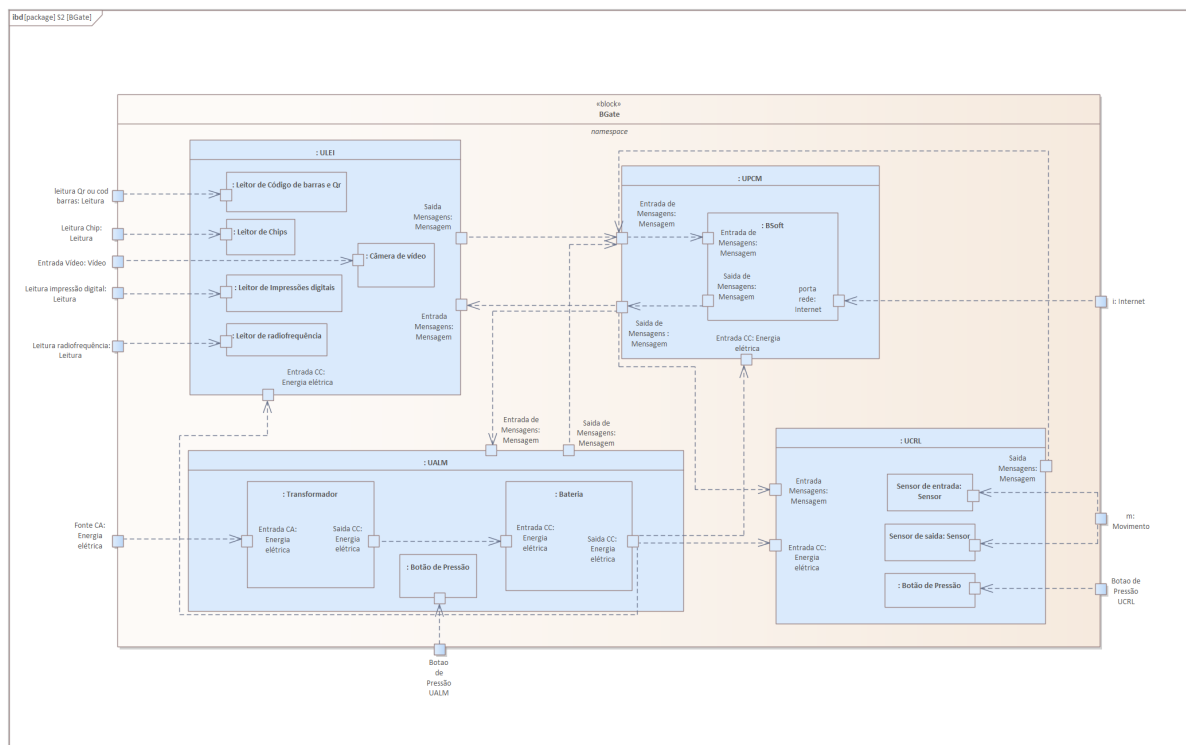 ibd [package] S2 [BGate]
«block»
BGate
namespace
: ULEI
: Leitor de Código de barras e Qr
: Leitor de Chips
: Câmera de vídeo
: Leitor de Impressões digitais
: Leitor de radiofrequência
leitura Qr ou cod
barras: Leitura
Leitura Chip:
Leitura
Entrada Vídeo: Vídeo
Leitura impressão digital:
Leitura
Leitura radiofrequência:
Leitura
Saida
Mensagens:
Mensagem
Entrada
Mensagens:
Mensagem
Entrada CC:
Energia elétrica
: UPCM
Entrada de
Mensagens:
Mensagem
: BSoft
Entrada de
Mensagens:
Mensagem
Saida de
Mensagens:
Mensagem
porta
rede:
Internet
Saida de
Mensagens :
Mensagem
Entrada CC: Energia
elétrica
i: Internet
Entrada de
Mensagens:
Mensagem
Saida de
Mensagens:
Mensagem
: UALM
: Transformador
Entrada CA:
Energia
elétrica
Saida CC:
Energia
elétrica
: Bateria
Entrada CC:
Energia
elétrica
Saida CC:
Energia
elétrica
: Botão de Pressão
Fonte CA:
Energia
elétrica
Botao
de
Pressão
UALM
: UCRL
Saida
Mensagens:
Mensagem
Entrada
Mensagens:
Mensagem
Entrada CC:
Energia
elétrica
Sensor de entrada:
Sensor
Sensor de saída: Sensor
: Botão de Pressão
m:
Movimento
Botao de
Pressão
UCRL